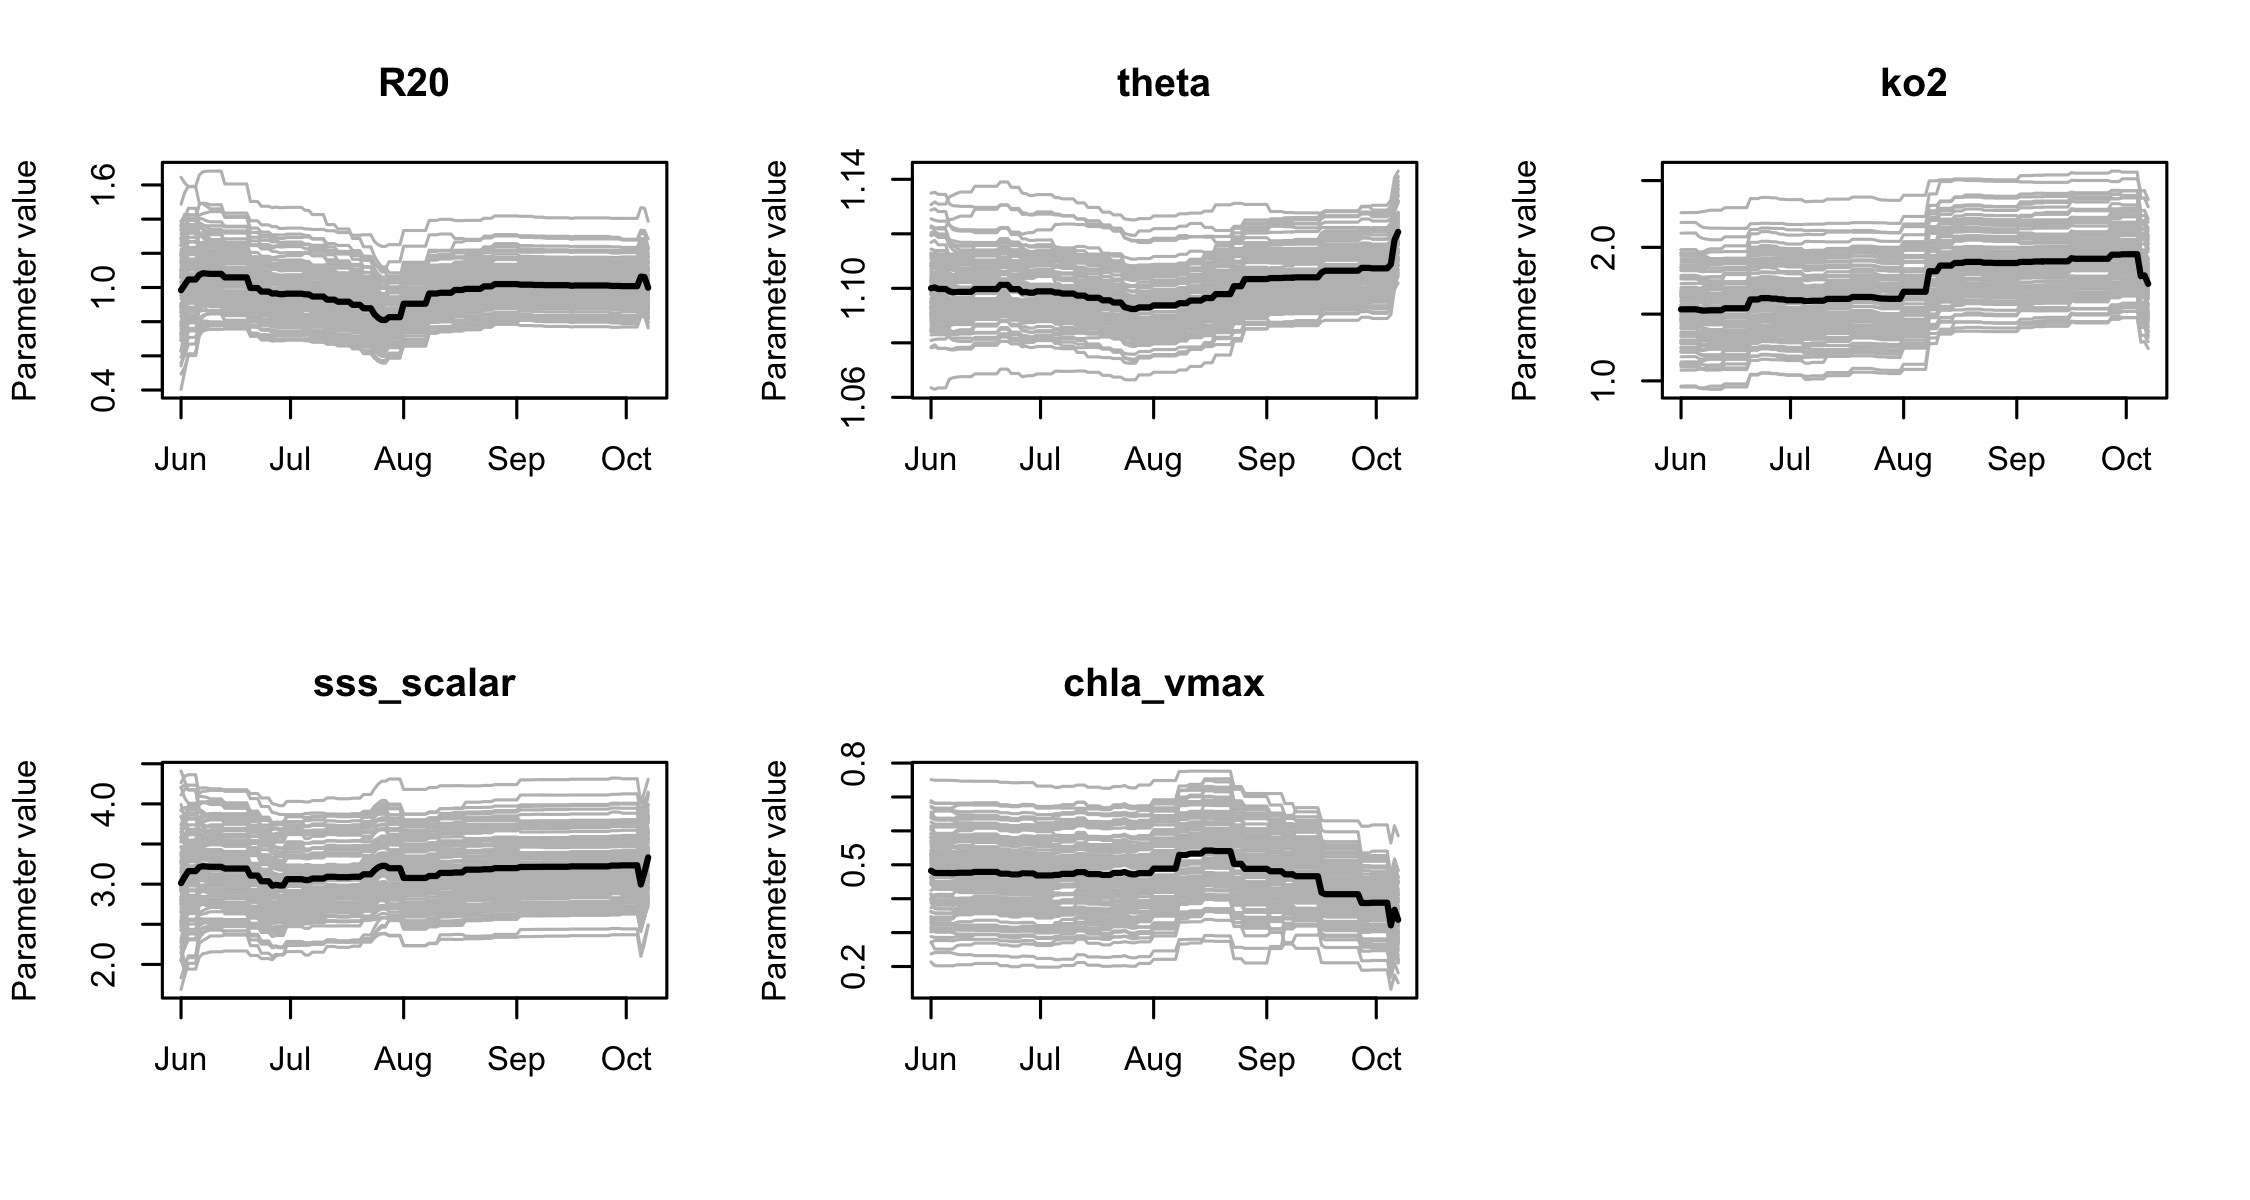 R20
Parameter value
1.6
1.0
0.4
Jun Jul Aug Sep Oct
theta
Parameter value
1.14
1.10
1.06
Jun Jul Aug Sep Oct
ko2
Parameter value
2.0
1.0
Jun Jul Aug Sep Oct
sss_scalar
Parameter value
4.0
3.0
2.0
Jun Jul Aug Sep Oct
chla_vmax
Parameter value
0.8
0.5
0.2
Jun Jul Aug Sep Oct